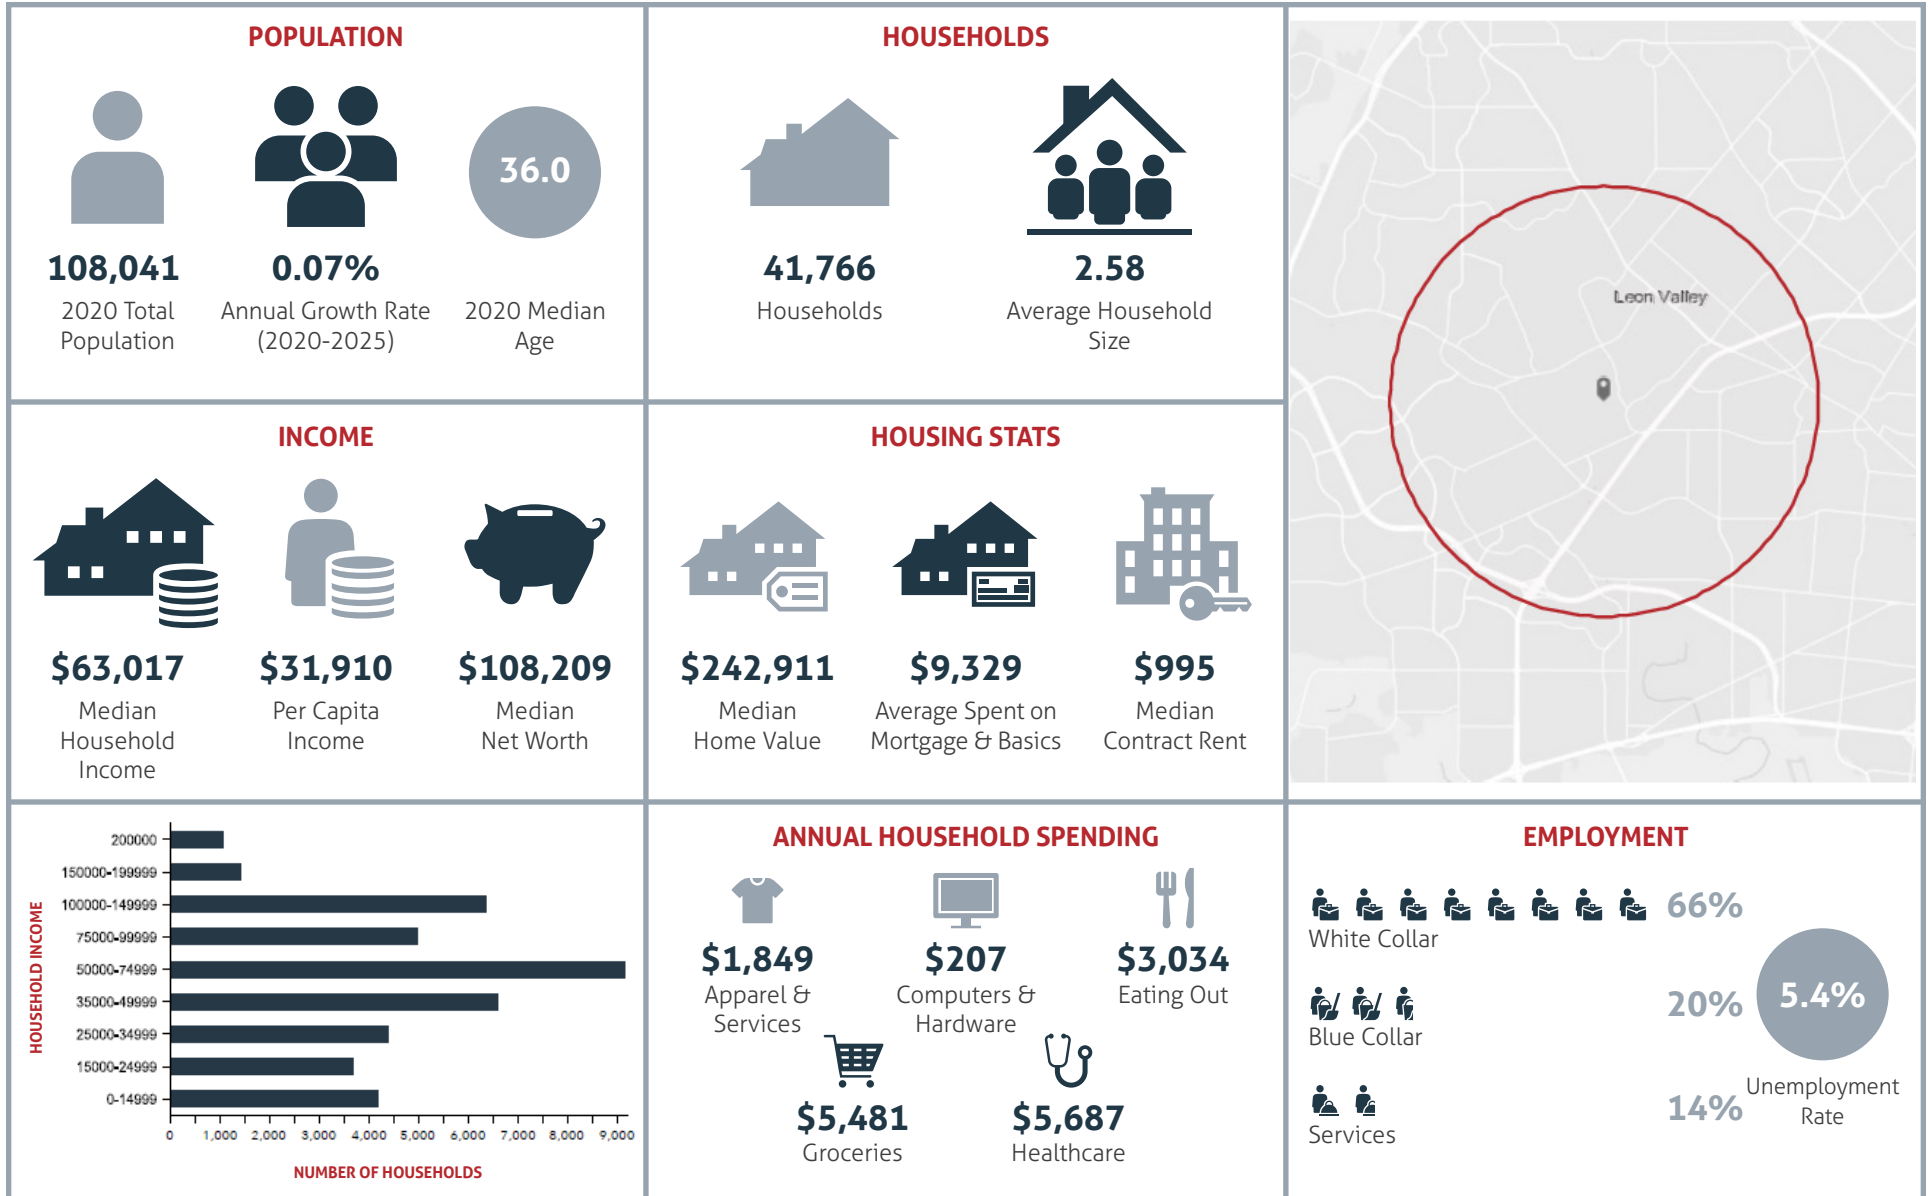 POPULATION
108,041
2020 Total
Population
0.07%
Annual Growth Rate
(2020-2025)
36.0
2020 Median
Age
HOUSEHOLDS
41,766
Households
2.58
Average Household
Size
Leon Valley
INCOME
$63,017
Median
Household
Income
$31,910
Per Capita
Income
$108,209
Median
Net Worth
HOUSING STATS
$242,911
Median
Home Value
$9,329
Average Spent on
Mortgage & Basics
$995
Median
Contract Rent
HOUSEHOLD INCOME
200000
150000-199999
100000-149999
75000-99999
50000-74999
35000-49999
25000-34999
15000-24999
0-14999
0 1,000 2,000 3,000 4,000 5,000 6,000 7,000 8,000 9,000
NUMBER OF HOUSEHOLDS
ANNUAL HOUSEHOLD SPENDING
$1,849
Apparel &
Services
$207
Computers &
Hardware
$3,034
Eating Out
$5,481
Groceries
$5,687
Healthcare
EMPLOYMENT
66%
White Collar
20%
Blue Collar
14%
Services
5.4%
Unemployment
Rate